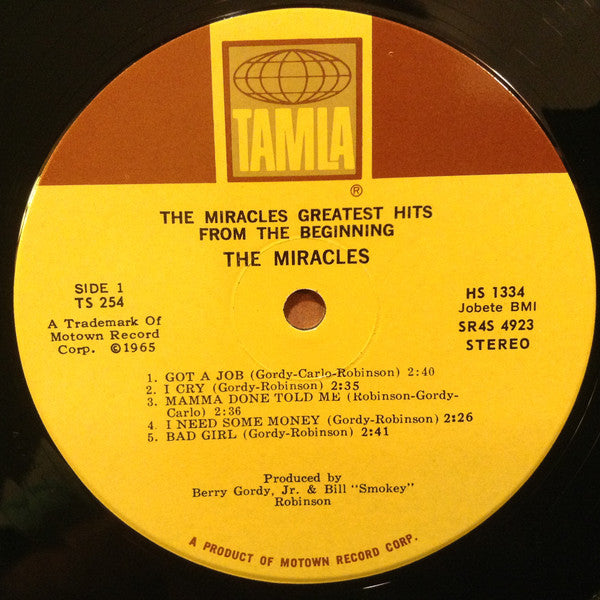 TAMLA
®
THE MIRACLES GREATEST HITS
FROM THE BEGINNING
THE MIRACLES
SIDE 1
TS 254
A Trademark Of
Motown Record
Corp. ©1965
HS 1334
Jobete BMI
SR4S 4923
STEREO
1. GOT A JOB (Gordy-Carlo-Robinson) 2:40
2. I CRY (Gordy-Robinson) 2:35
3. MAMMA DONE TOLD ME (Robinson-Gordy-
Carlo) 2:36
4. I NEED SOME MONEY (Gordy-Robinson) 2:26
5. BAD GIRL (Gordy-Robinson) 2:41
Produced by
Berry Gordy, Jr. & Bill "Smokey"
Robinson
A PRODUCT OF MOTOWN RECORD CORP.